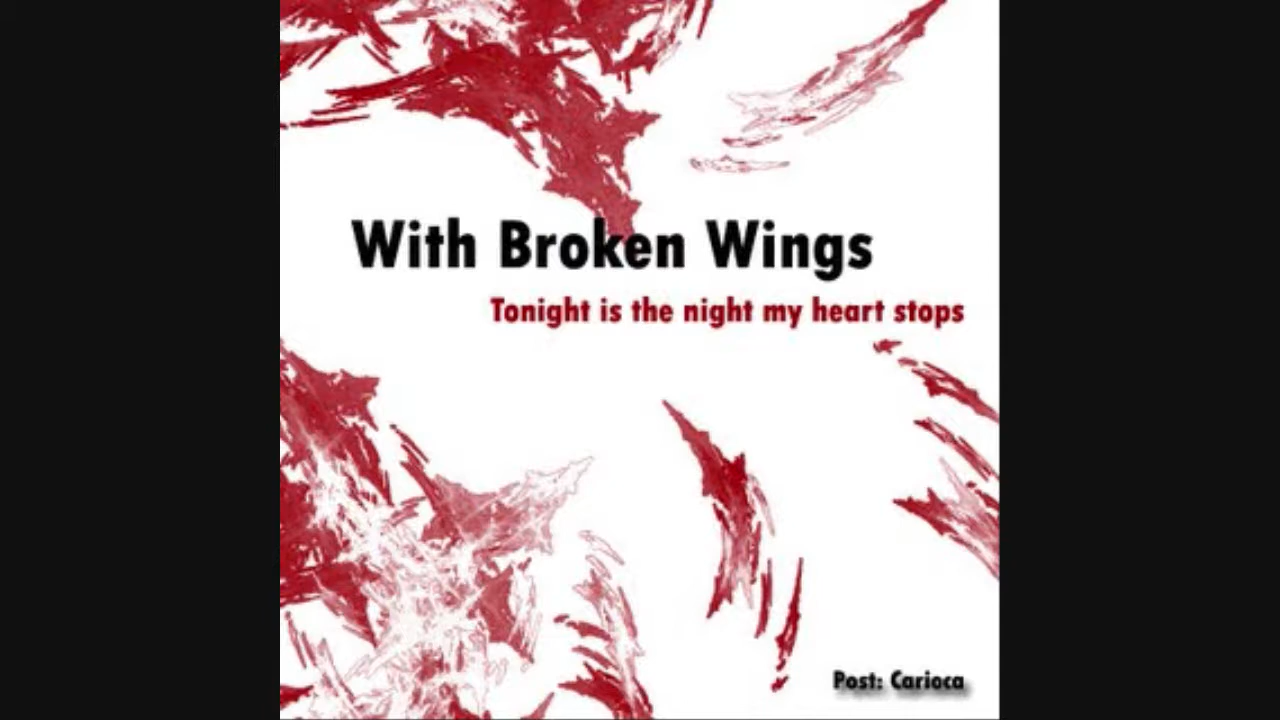 With Broken Wings
Tonight is the night my heart stops
Post: Carioca